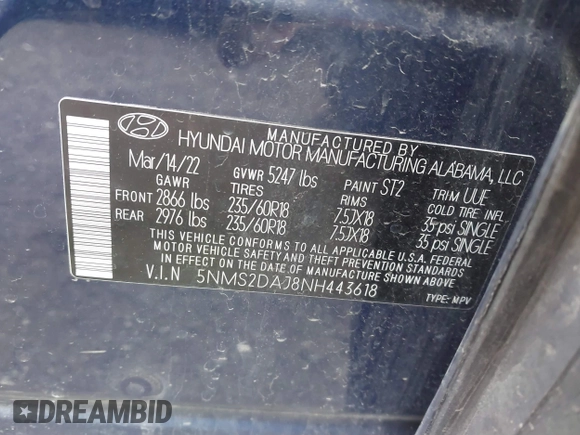 MANUFACTURED BY
HYUNDAI MOTOR MANUFACTURING ALABAMA, LLC
Mar/14/22 GVWR 5247 lbs PAINT ST2 TRIM UUE
GAWR TIRES RIMS COLD TIRE INFL.
FRONT 2866 lbs 235/60R18 7.5JX18 35 psi SINGLE
REAR 2976 lbs 235/60R18 7.5JX18 35 psi SINGLE
THIS VEHICLE CONFORMS TO ALL APPLICABLE U.S.A. FEDERAL
MOTOR VEHICLE SAFETY AND THEFT PREVENTION STANDARDS
IN EFFECT ON THE DATE OF MANUFACTURE SHOWN ABOVE.
V.I.N 5NMS2DAJ8NH443618 TYPE: MPV
DREAMBID